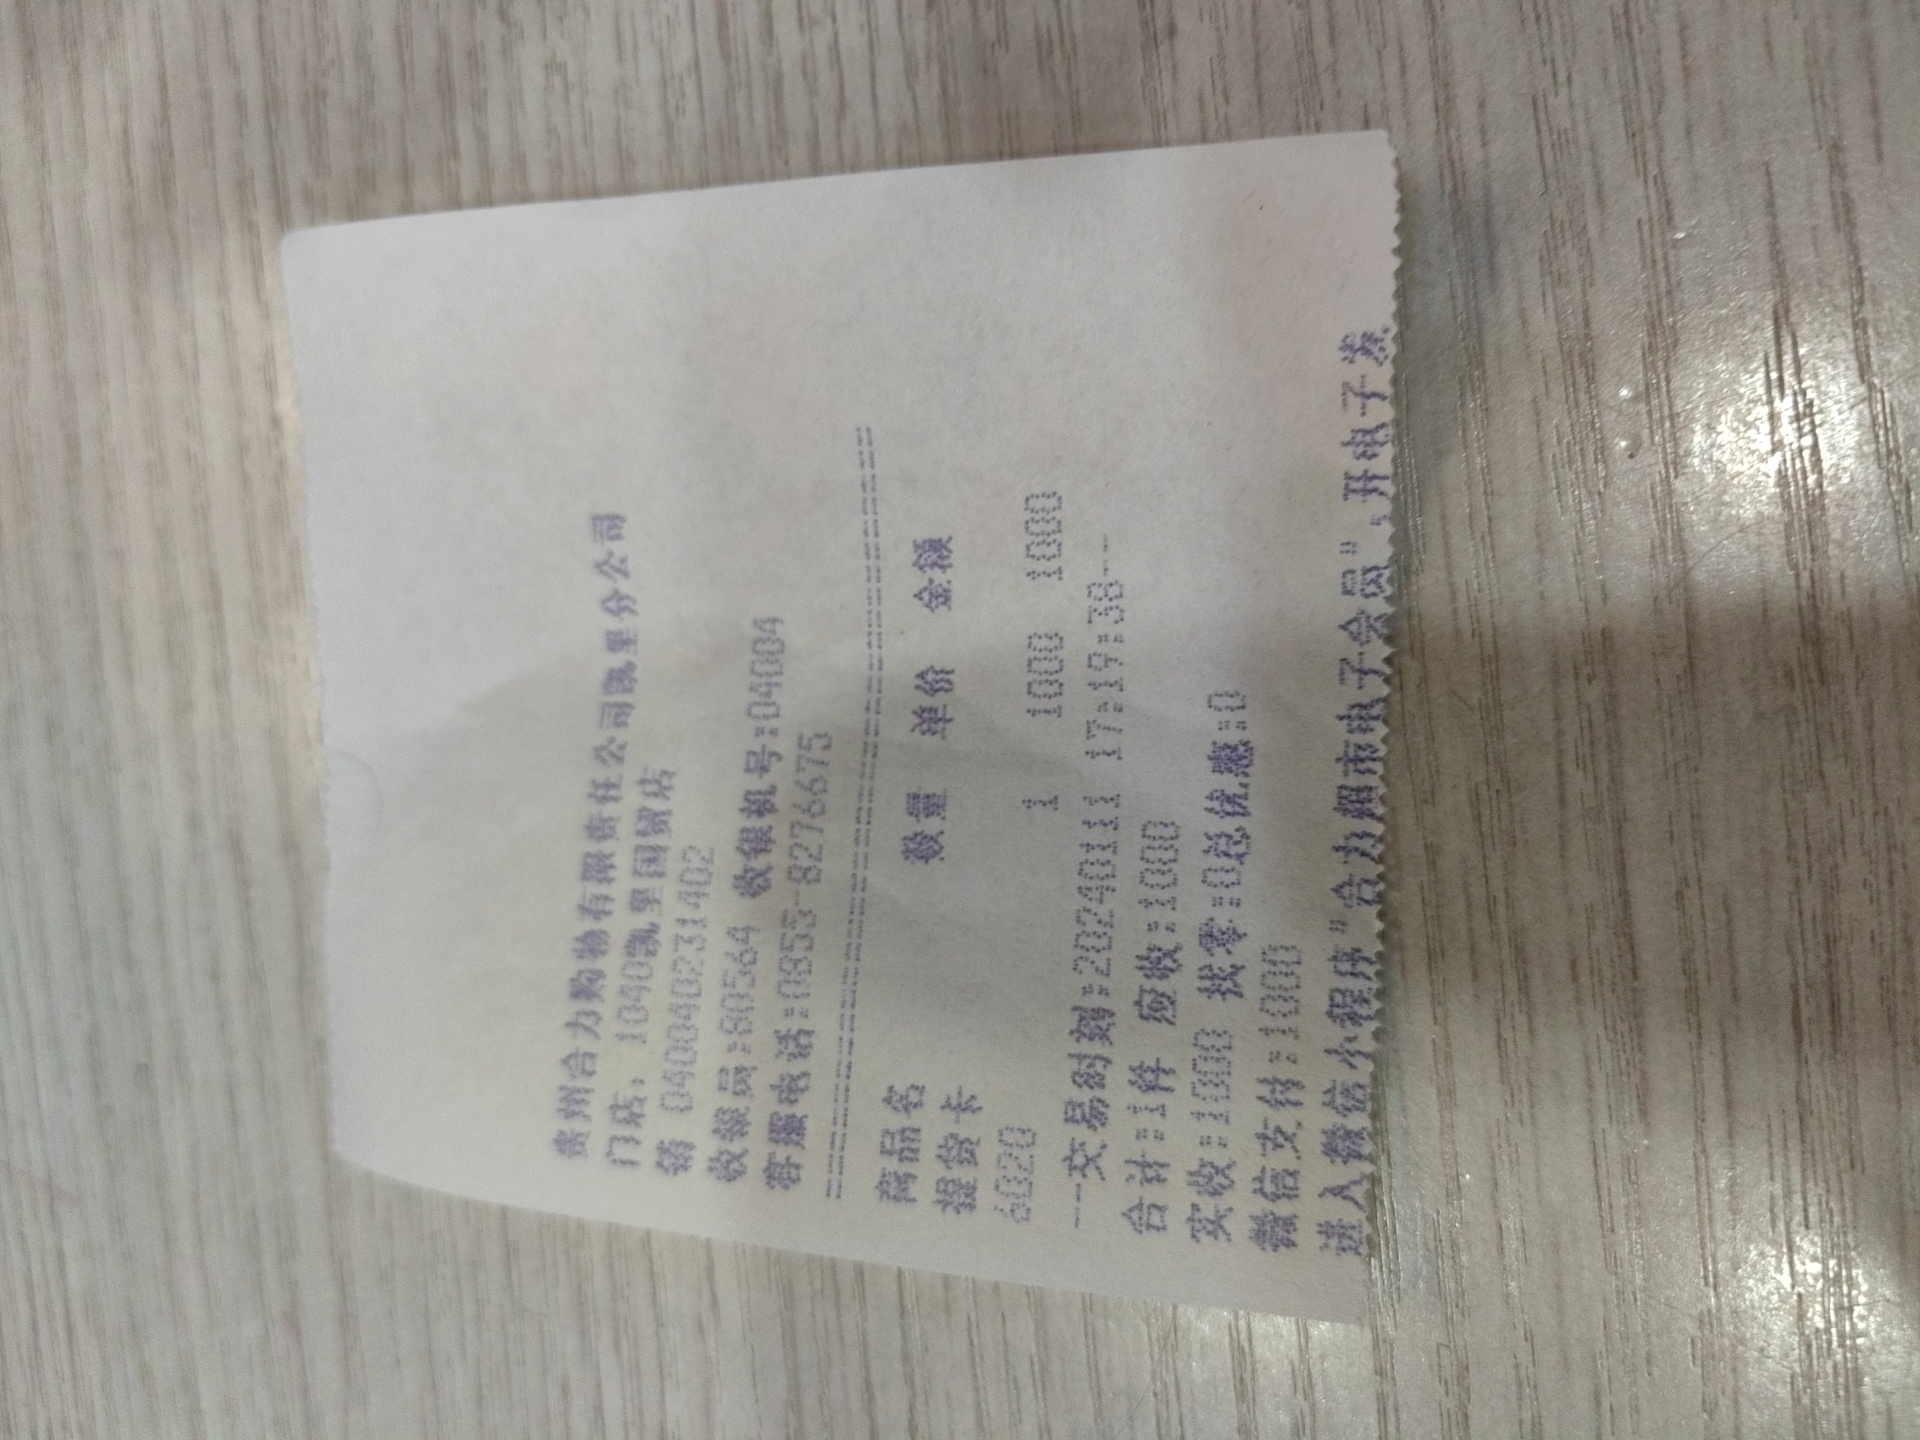 贵州合力购物有限责任公司凯里分公司
门店: 1040凯里国贸店
销 040040231402
收银员:80564 收银机号:04004
客服电话:0855-8276675
================================
商品名 数量 单价 金额
提货卡
6020 1 1000 1000
--交易时刻:20240111 17:19:38--
合计:1件 应收:1000
实收:1000 找零:0总优惠:0
微信支付:1000
进入微信小程序"合力超市电子会员",开电子发